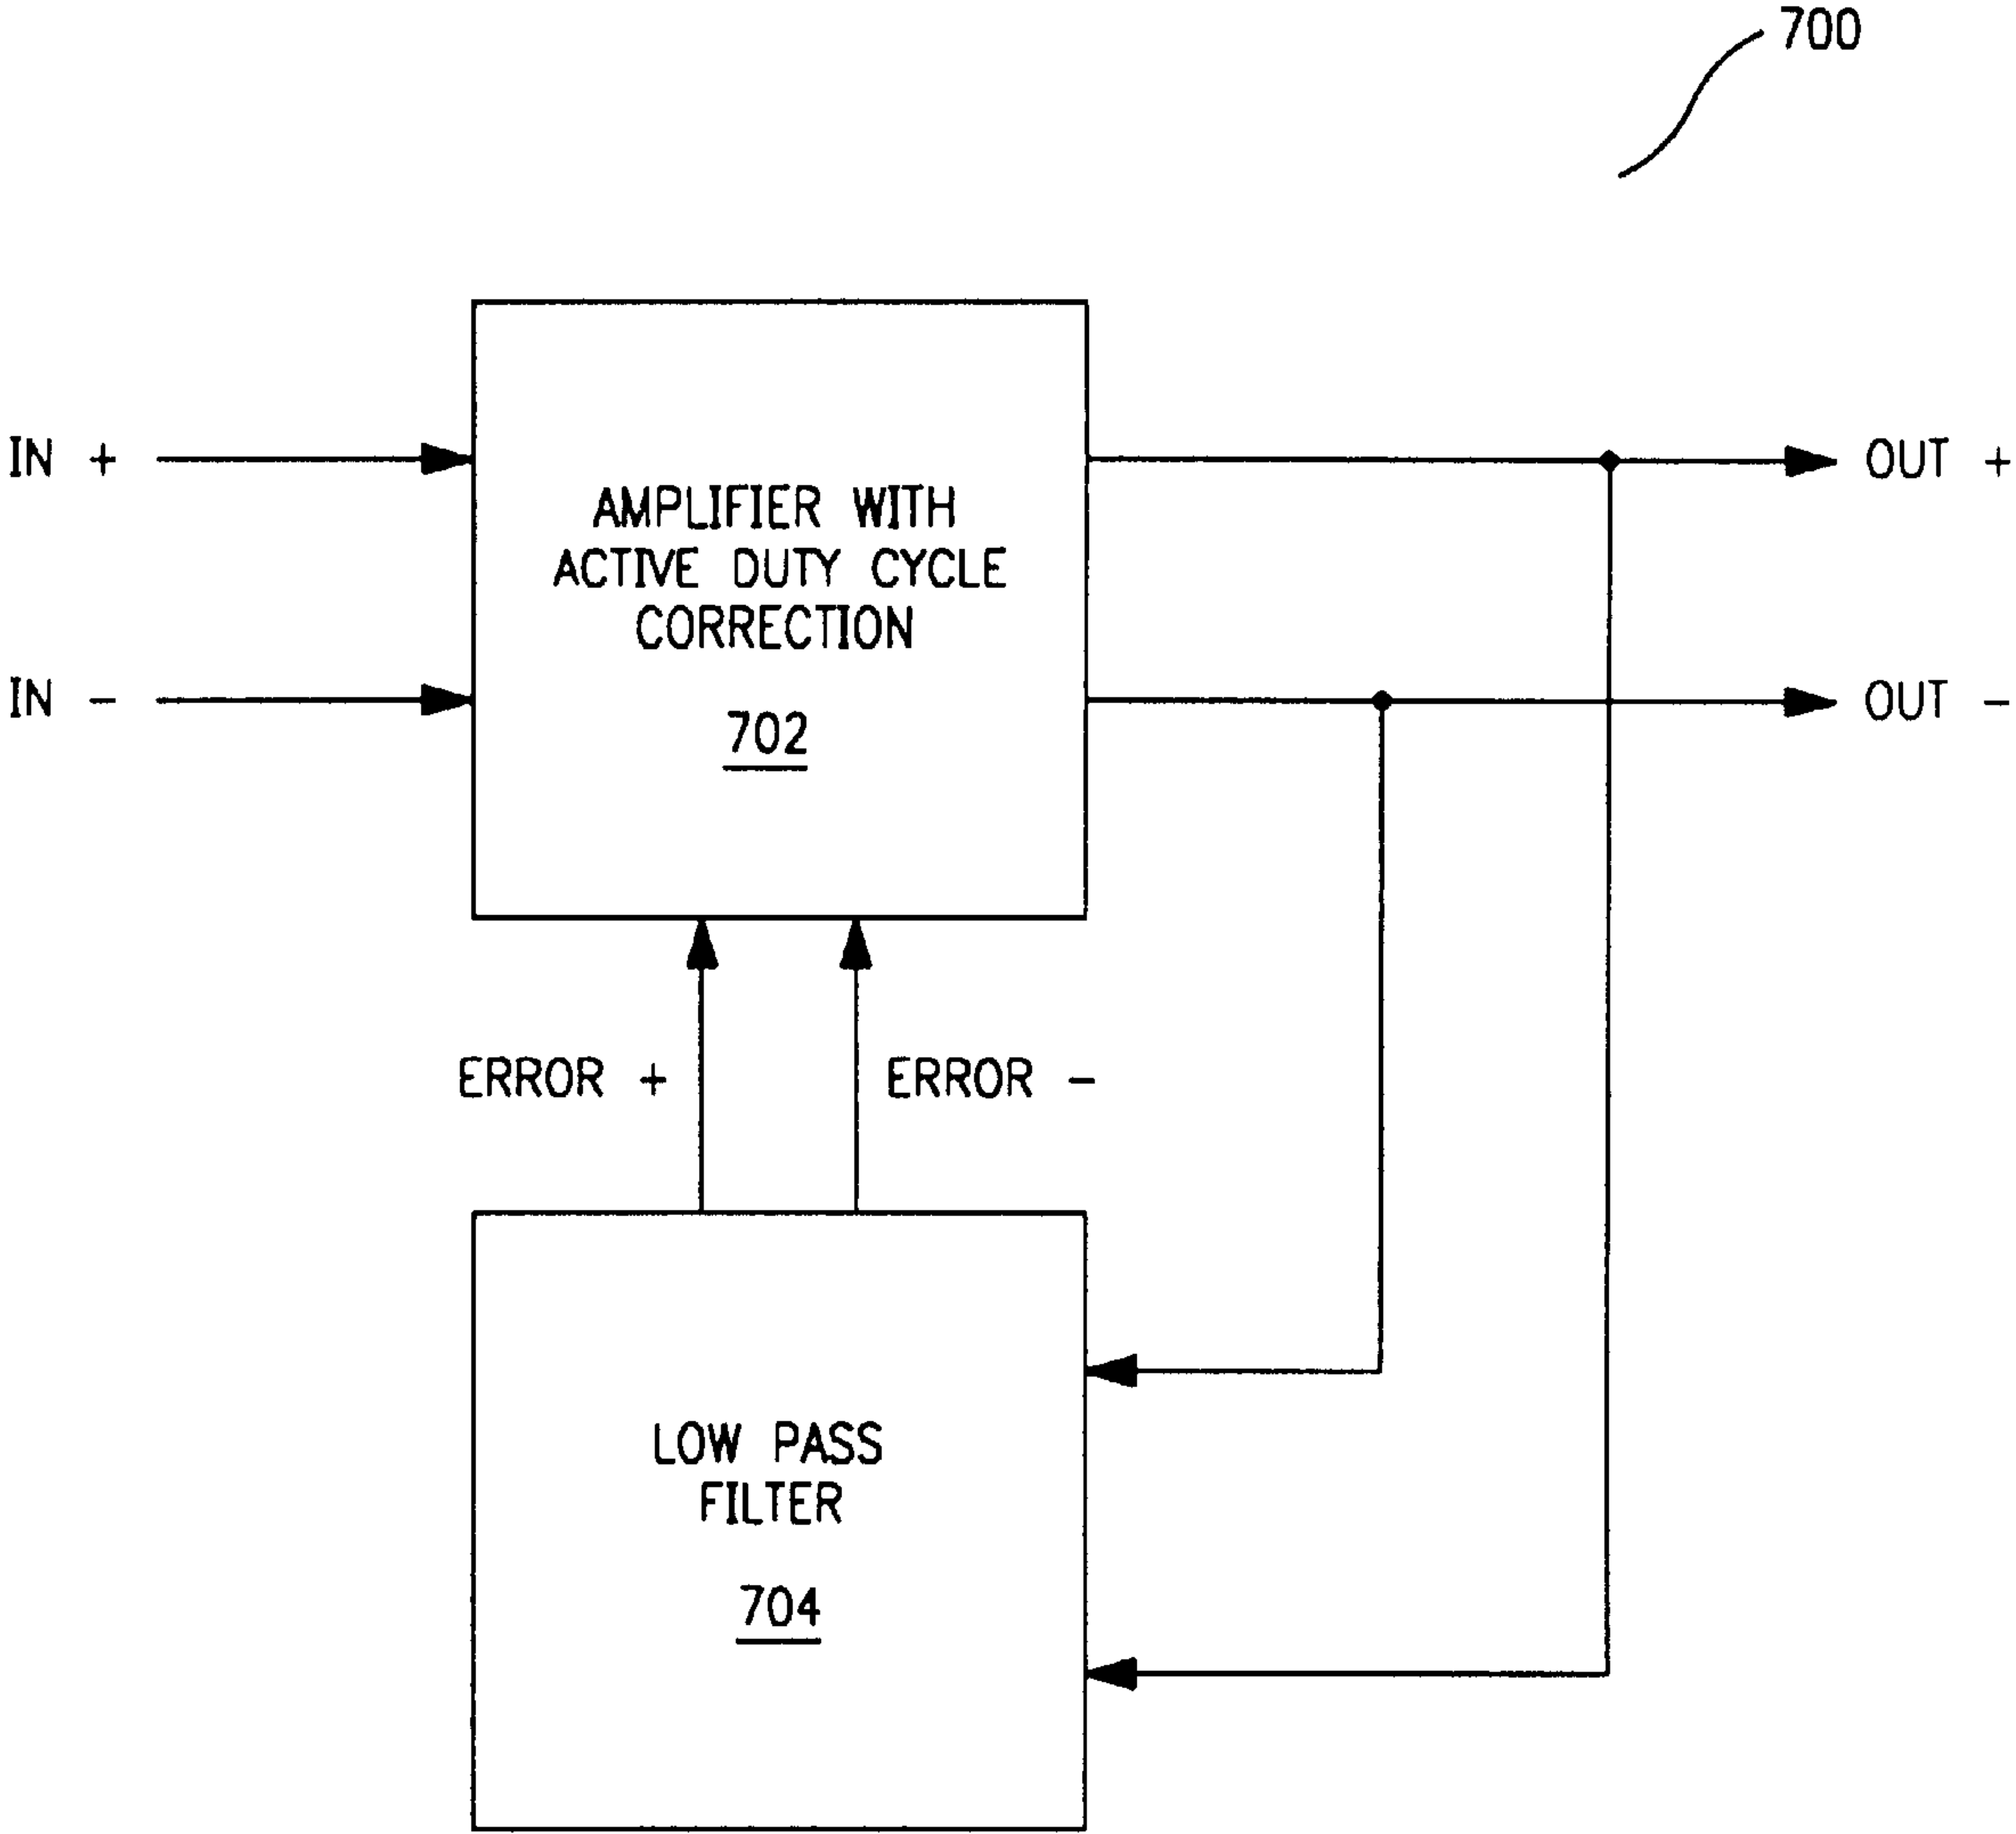 700
IN +
OUT +
AMPLIFIER WITH
ACTIVE DUTY CYCLE
CORRECTION
IN -
OUT -
702
ERROR +
ERROR -
LOW PASS
FILTER
704